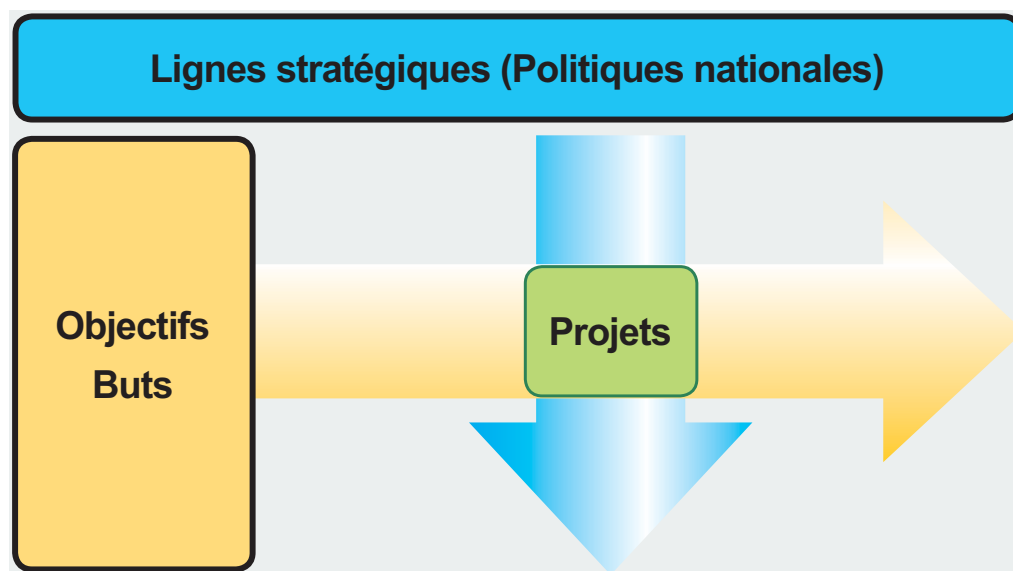 Lignes stratégiques (Politiques nationales)
Objectifs
Buts
Projets